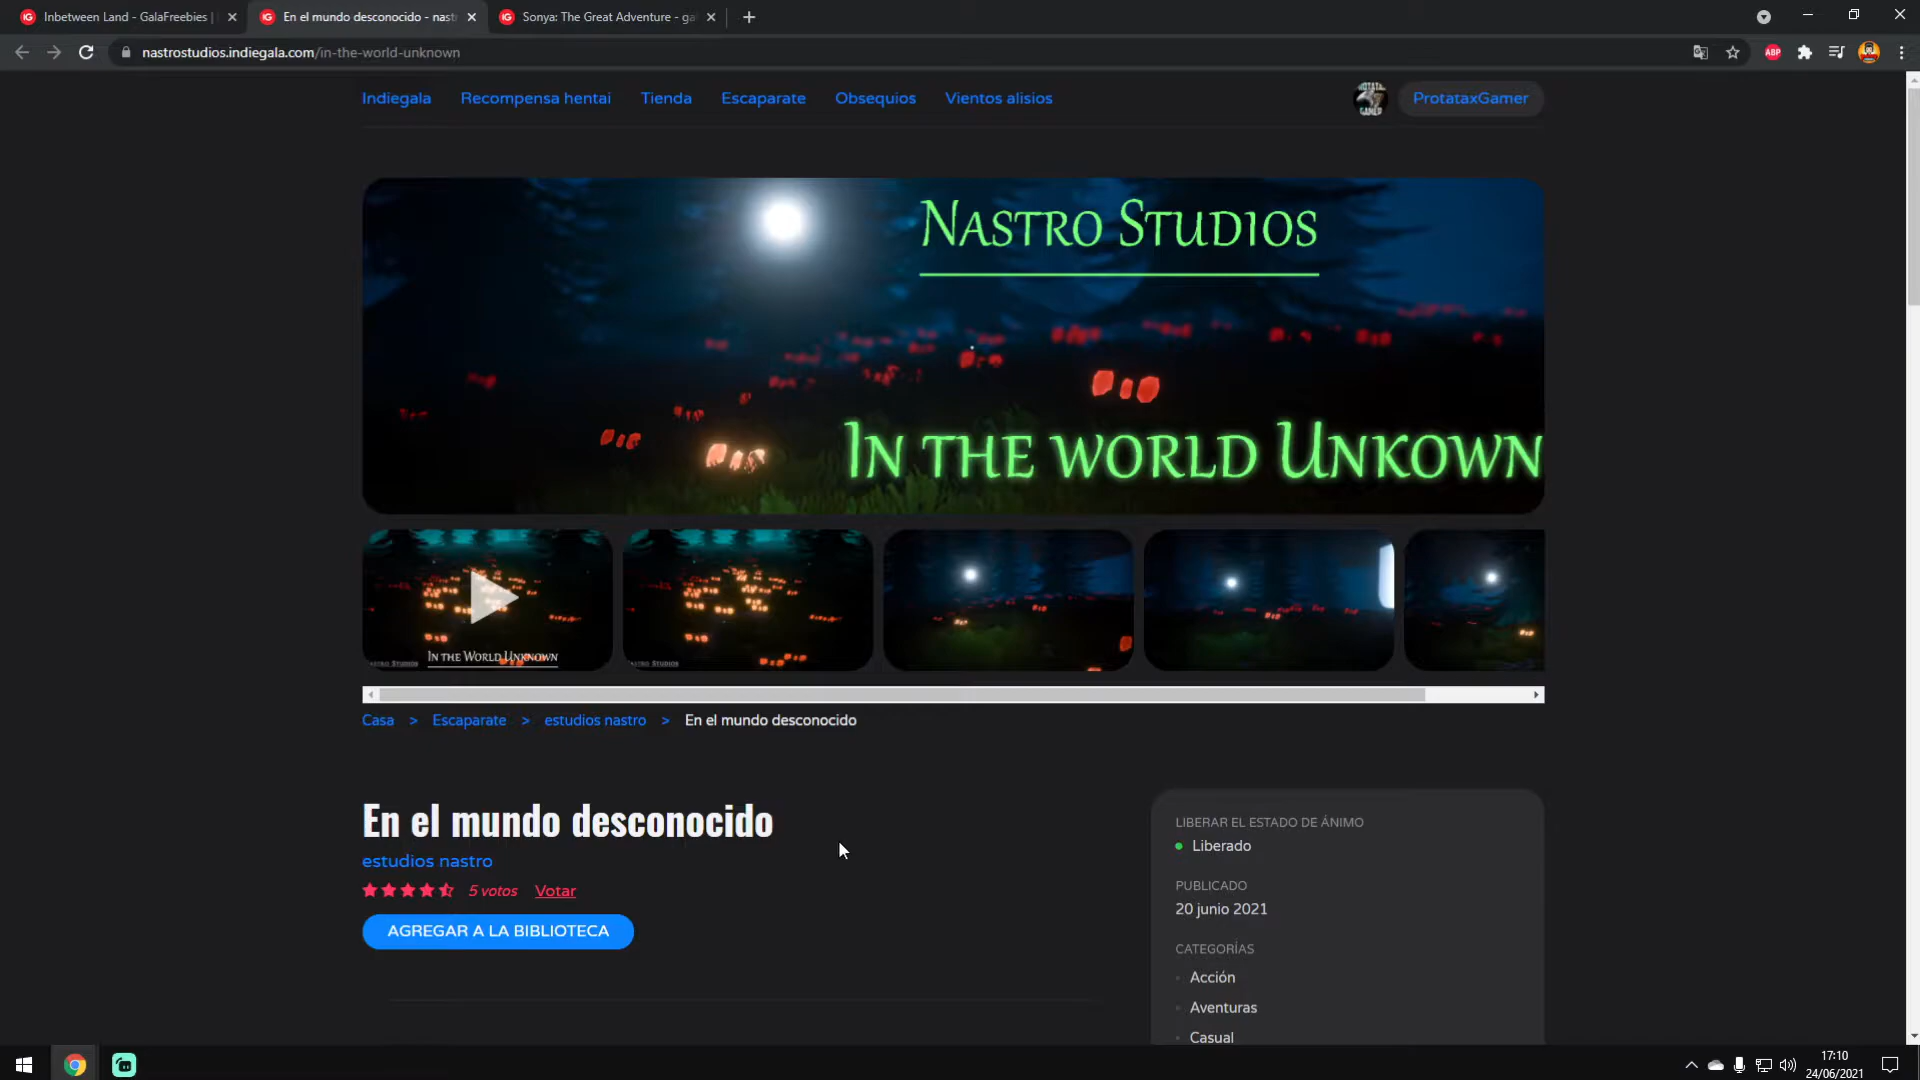 Inbetween Land - GalaFreebies |
En el mundo desconocido - nast
Sonya: The Great Adventure - ga
nastrostudios.indiegala.com/in-the-world-unknown
ABP
Indiegala
Recompensa hentai
Tienda
Escaparate
Obsequios
Vientos alisios
ProtataxGamer
Nastro Studios
In the world Unkown
In the World Unknown
Casa > Escaparate > estudios nastro > En el mundo desconocido
En el mundo desconocido
estudios nastro
5 votos Votar
AGREGAR A LA BIBLIOTECA
LIBERAR EL ESTADO DE ÁNIMO
Liberado
PUBLICADO
20 junio 2021
CATEGORÍAS
Acción
Aventuras
Casual
17:10
24/06/2021